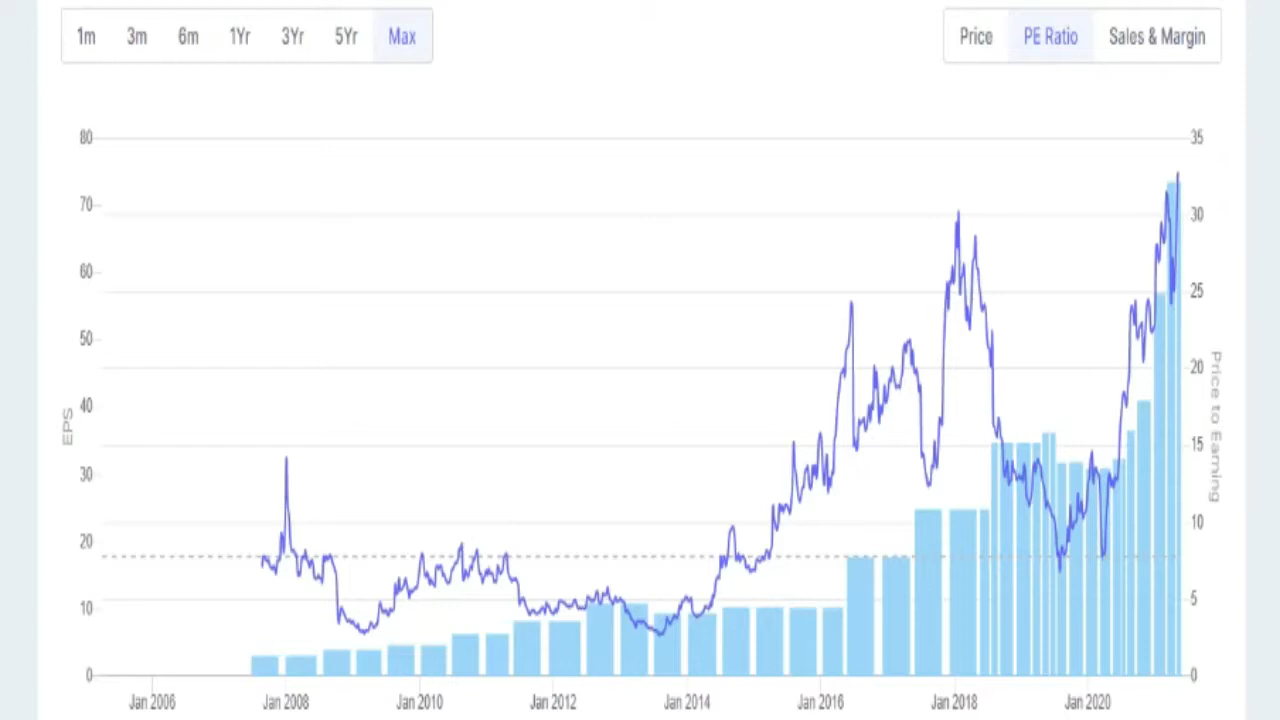 1m 3m 6m 1Yr 3Yr 5Yr Max
Price PE Ratio Sales & Margin
80 35
70 30
60 25
50 20
40 15
30 10
20 5
10 0
0
EPS
Price to Earning
Jan 2006 Jan 2008 Jan 2010 Jan 2012 Jan 2014 Jan 2016 Jan 2018 Jan 2020